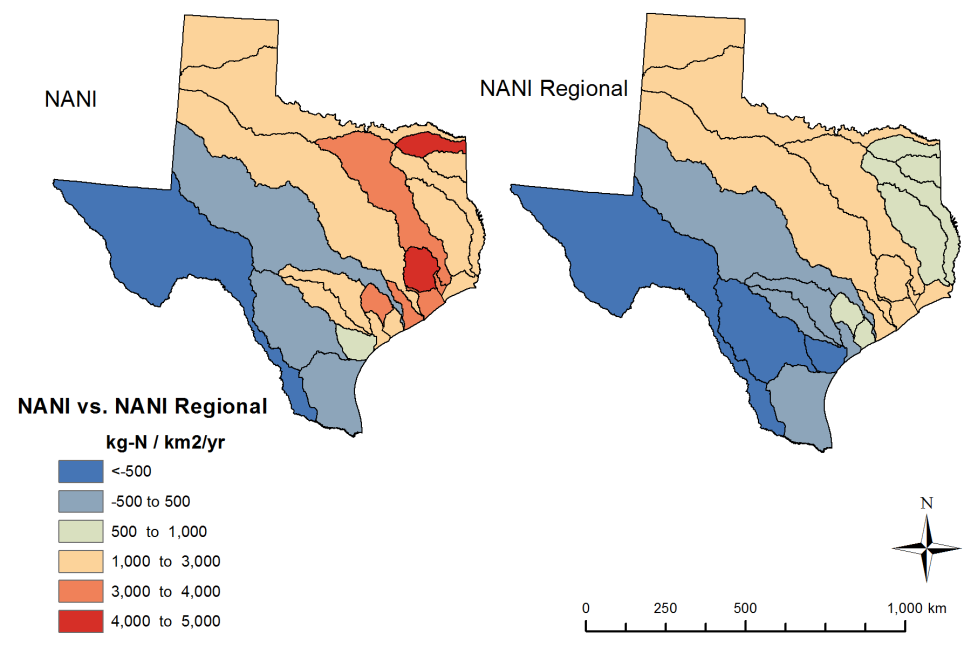 NANI
NANI Regional
NANI vs. NANI Regional
kg-N / km2/yr
<-500
-500 to 500
500 to 1,000
1,000 to 3,000
3,000 to 4,000
4,000 to 5,000
N
0 250 500 1,000 km